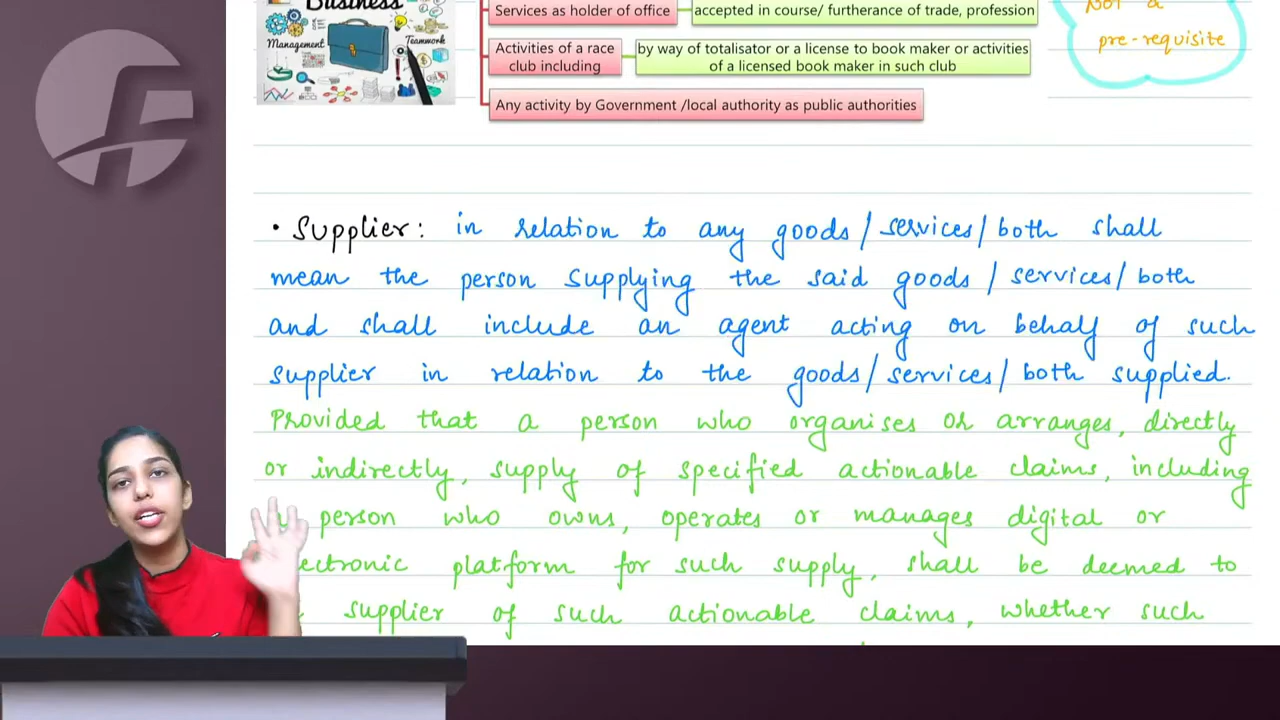 Business
Services as holder of office
accepted in course/ furtherance of trade, profession
Not a
pre-requisite
Management
Teamwork
Activities of a race
club including
by way of totalisator or a license to book maker or activities
of a licensed book maker in such club
Any activity by Government /local authority as public authorities
• Supplier: in relation to any goods/services/both shall
mean the person supplying the said goods/services/both
and shall include an agent acting on behalf of such
supplier in relation to the goods/services/both supplied.
Provided that a person who organises or arranges, directly
or indirectly, supply of specified actionable claims, including
person who owns, operates or manages digital or
ectronic platform for such supply, shall be deemed to
supplier of such actionable claims, whether such